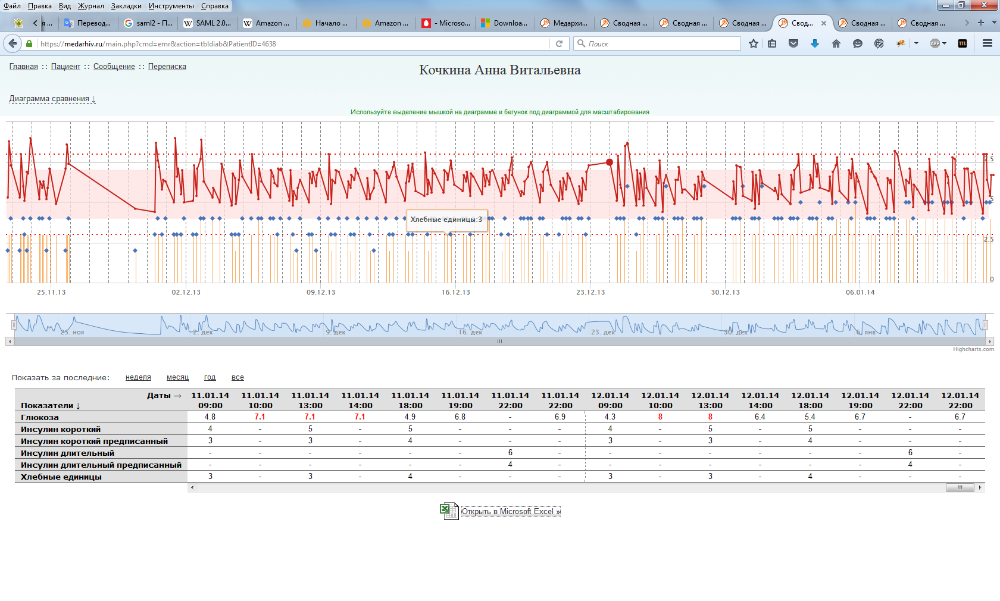 Файл Правка Вид Журнал Закладки Инструменты Справка
я ... Перевод... saml2 - П... SAML 2.0... Amazon ... Начало ... Amazon ... - Microso... Downloa... Медархи... Сводная ... Сводная ... Сводная ... Свод... Сводная ... Сводная ...
https://medarhiv.ru/main.php?cmd=emr&action=tbldiab&PatientID=4638
Поиск
ABP
m
Главная :: Пациент :: Сообщение :: Переписка
Кочкина Анна Витальевна
Диаграмма сравнения ↓
Используйте выделение мышкой на диаграмме и бегунок под диаграммой для масштабирования
7.5
5
Хлебные единицы:3
2.5
0
25.11.13 02.12.13 09.12.13 16.12.13 23.12.13 30.12.13 06.01.14
25. ноя 2. дек 9. дек 16. дек 23. дек 30. дек 6. янв
Highcharts.com
Показать за последние: неделя месяц год все
Даты → 11.01.14 11.01.14 11.01.14 11.01.14 11.01.14 11.01.14 11.01.14 11.01.14 12.01.14 12.01.14 12.01.14 12.01.14 12.01.14 12.01.14 12.01.14 12.01.14
Показатели ↓ 09:00 10:00 13:00 14:00 18:00 19:00 22:00 22:00 09:00 10:00 13:00 14:00 18:00 19:00 22:00 22:00
Глюкоза 4.8 7.1 7.1 7.1 4.9 6.8 - 6.9 4.3 8 8 6.4 5.4 6.7 - 6.7
Инсулин короткий 4 - 5 - 5 - - - 4 - 5 - 5 - - -
Инсулин короткий предписанный 3 - 3 - 4 - - - 3 - 3 - 4 - - -
Инсулин длительный - - - - - - 6 - - - - - - - 6 -
Инсулин длительный предписанный - - - - - - 4 - - - - - - - 4 -
Хлебные единицы 3 - 3 - 4 - - - 3 - 3 - 4 - - -
Открыть в Microsoft Excel »